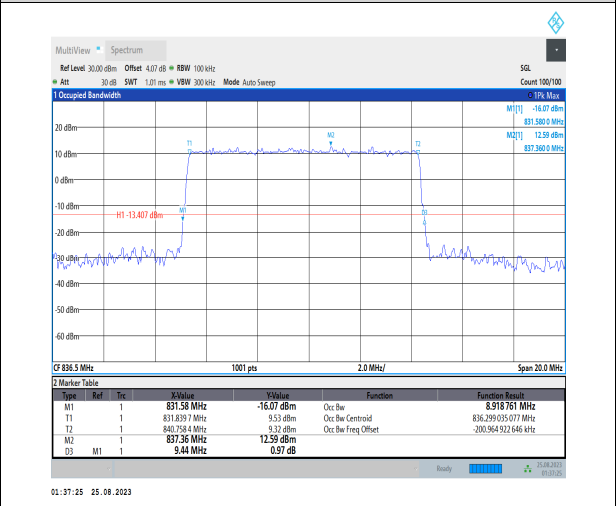 MultiView * Spectrum
Ref Level 30.00 dBm Offset 4.07 dB RBW 100 kHz SGL
Att 30 dB SWT 1.01 ms VBW 300 kHz Mode Auto Sweep Count 100/100
1 Occupied Bandwidth 1Pk Max
M1[1] -16.07 dBm
831.580 0 MHz
M2[1] 12.59 dBm
837.360 0 MHz
20 dBm
T1 M2 T2
10 dBm
0 dBm
-10 dBm
M1 D3
H1 -13.407 dBm
-20 dBm
-30 dBm
-40 dBm
-50 dBm
-60 dBm
CF 836.5 MHz 1001 pts 2.0 MHz/ Span 20.0 MHz
2 Marker Table
Type Ref Trc X-Value Y-Value Function Function Result
M1 1 831.58 MHz -16.07 dBm Occ Bw 8.918 761 MHz
T1 1 831.839 7 MHz 9.53 dBm Occ Bw Centroid 836.299 035 077 MHz
T2 1 840.758 4 MHz 9.32 dBm Occ Bw Freq Offset -200.964 922 646 kHz
M2 1 837.36 MHz 12.59 dBm
D3 M1 1 9.44 MHz 0.97 dB
Ready 25.08.2023
01:37:25
01:37:25 25.08.2023